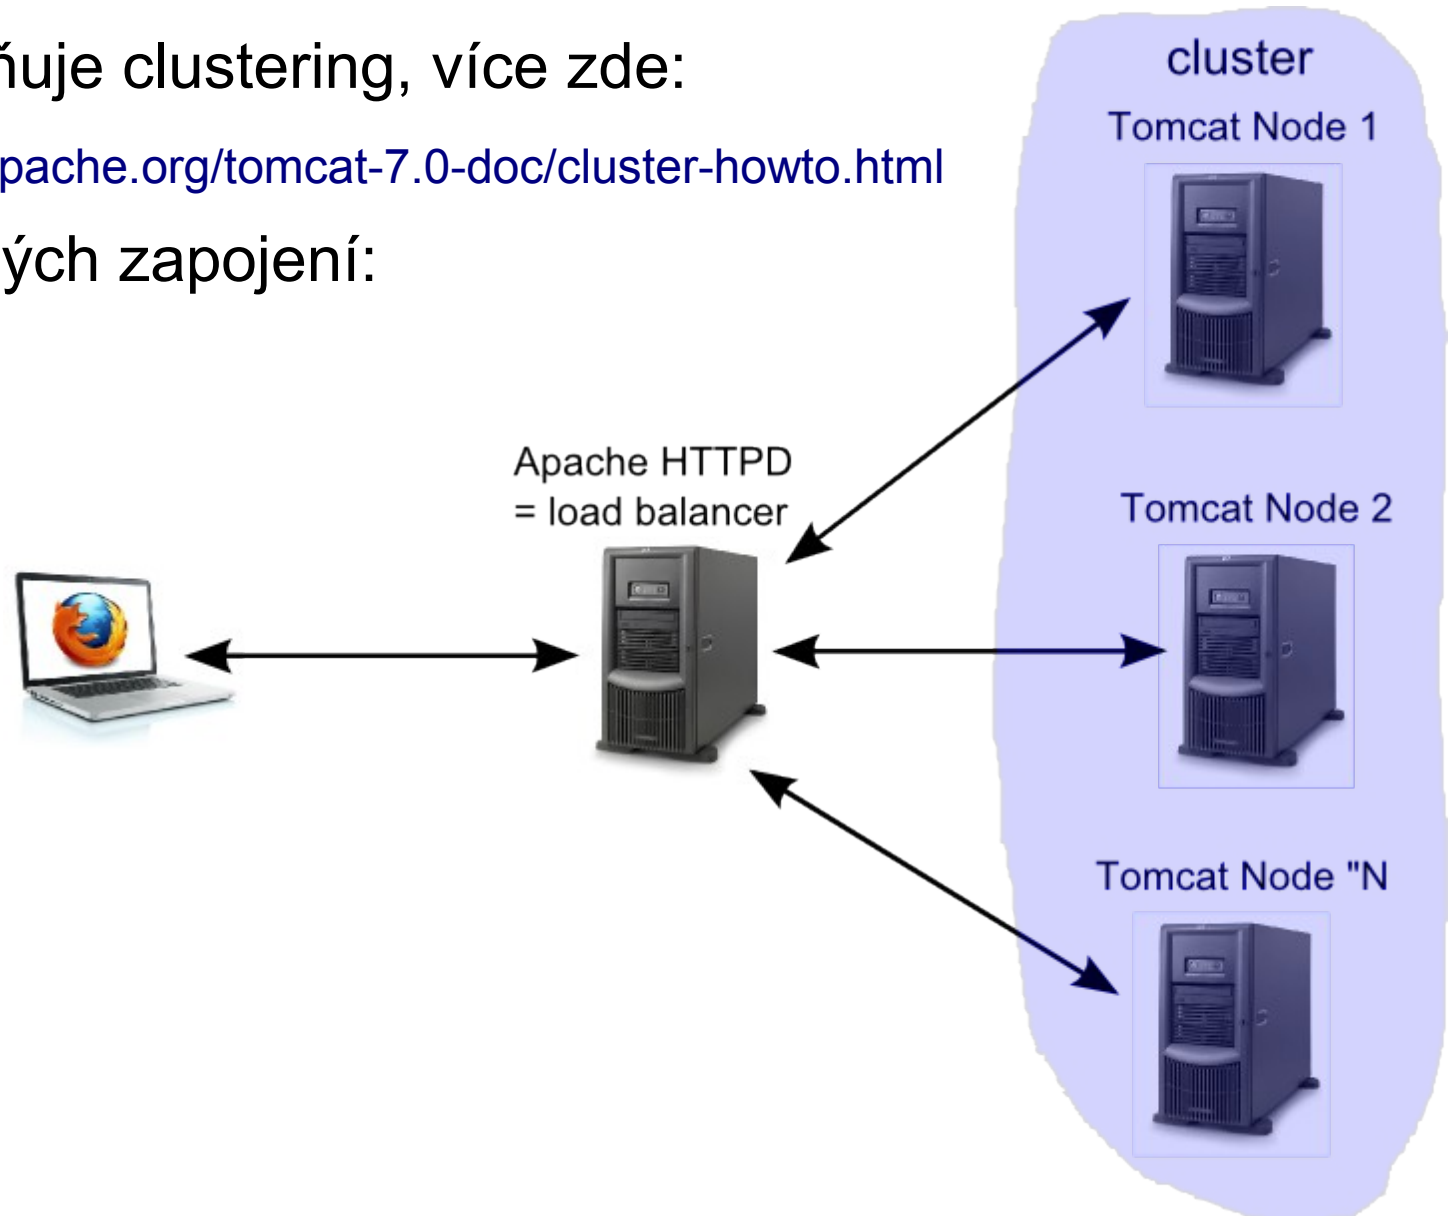 ňuje clustering, více zde:
pache.org/tomcat-7.0-doc/cluster-howto.html
ých zapojení:
cluster
Tomcat Node 1
Apache HTTPD
= load balancer
Tomcat Node 2
Tomcat Node "N